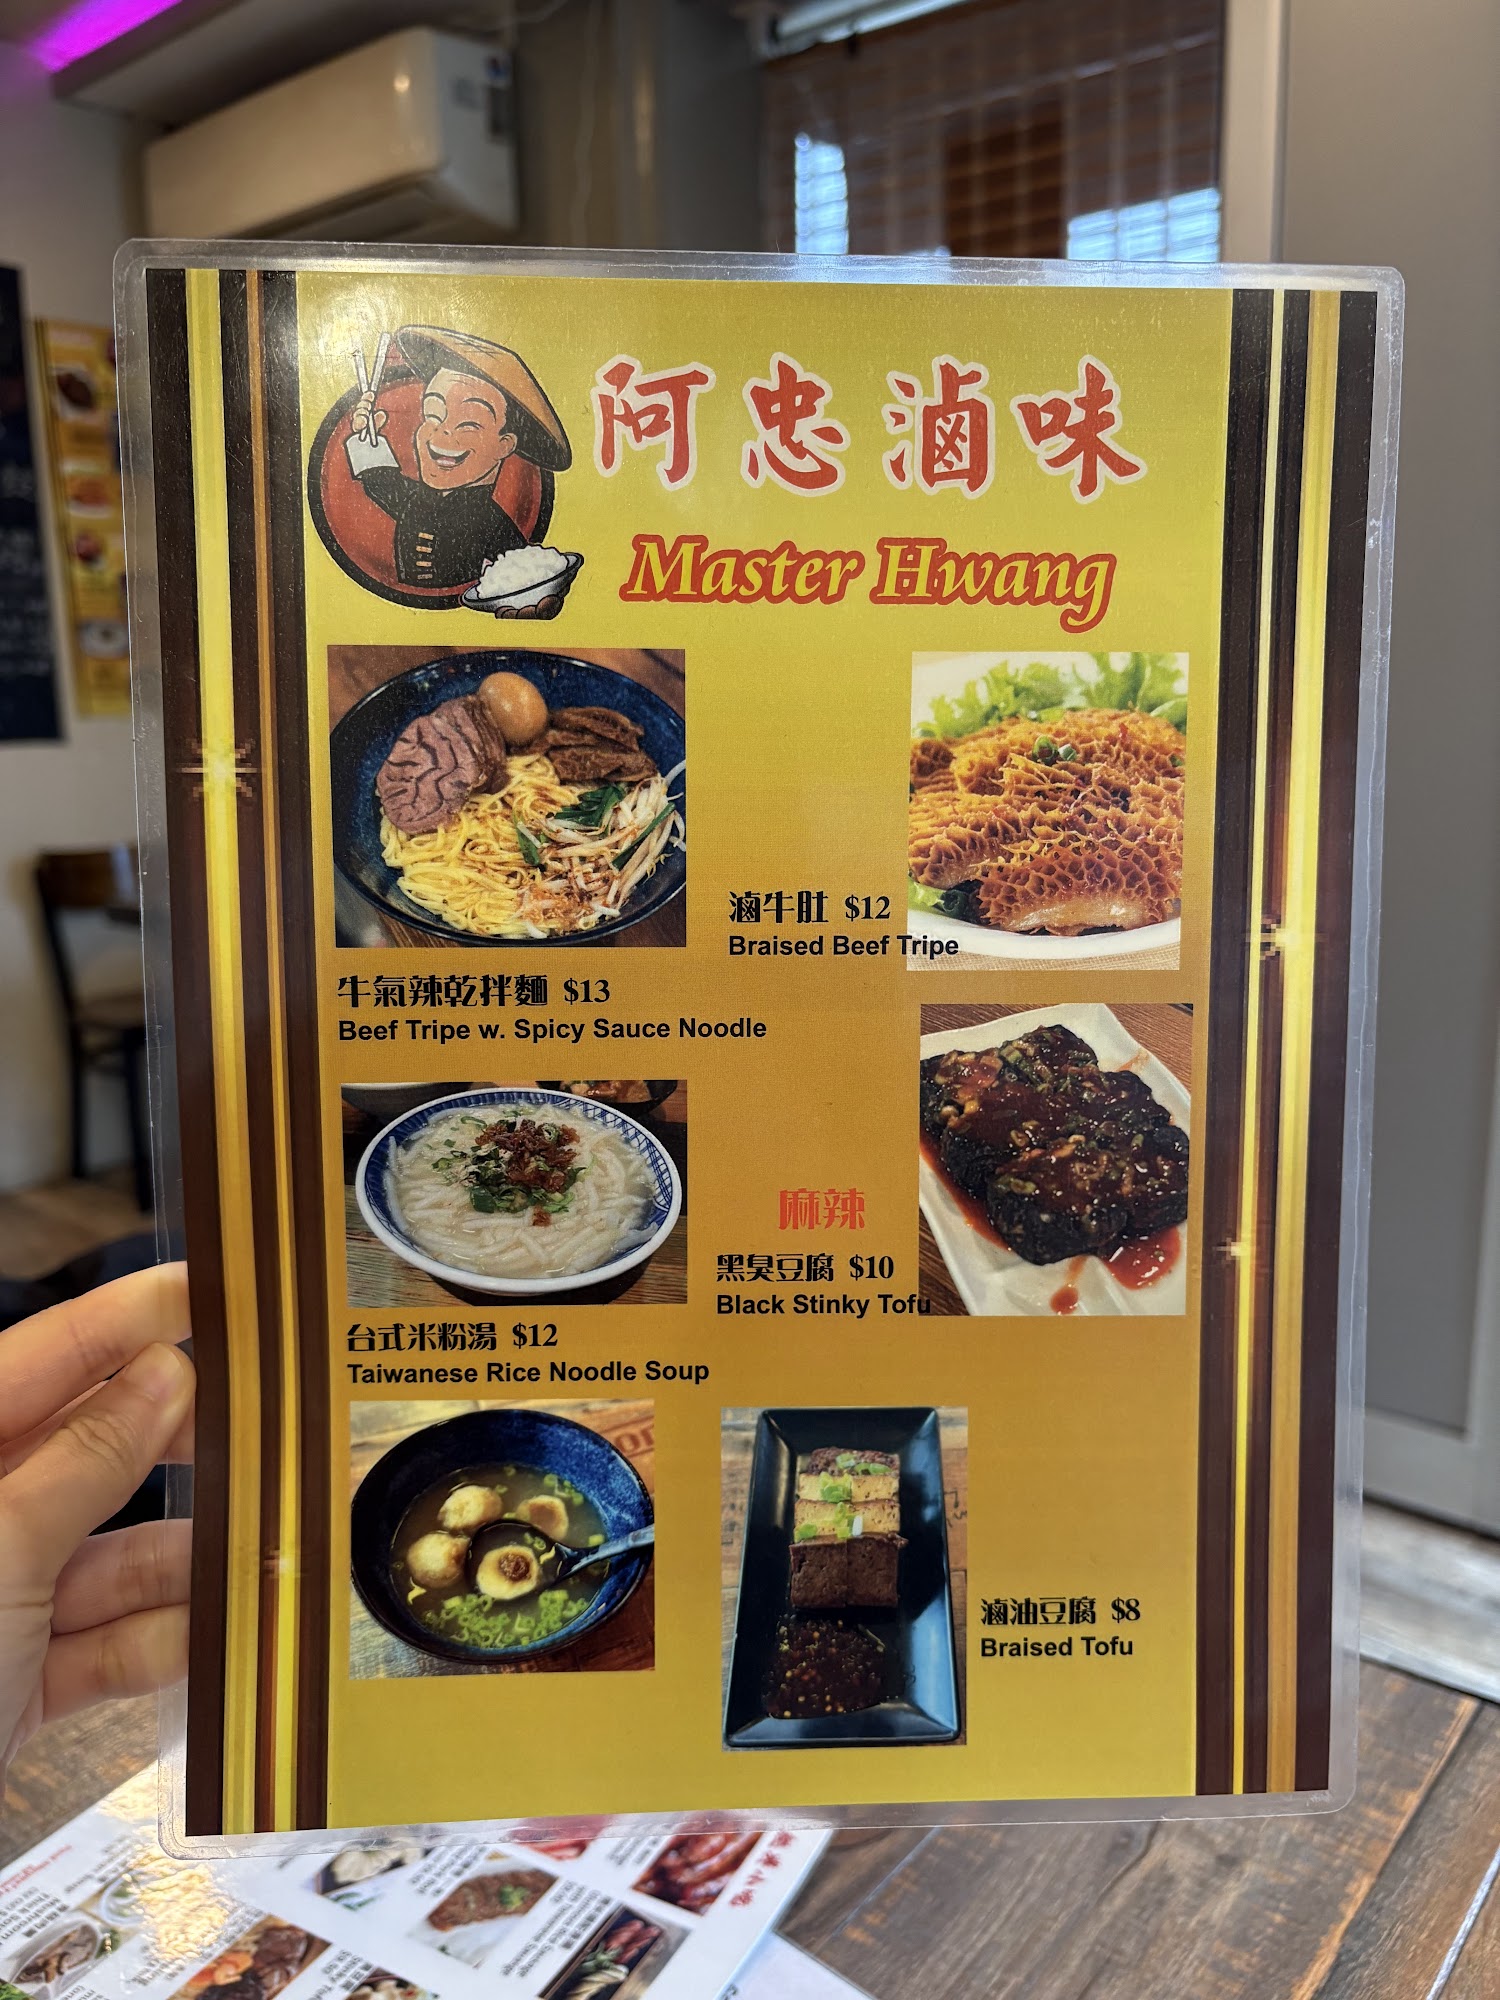 阿忠滷味
Master Hwang
滷牛肚 $12
Braised Beef Tripe
牛氣辣乾拌麵 $13
Beef Tripe w. Spicy Sauce Noodle
麻辣
黑臭豆腐 $10
Black Stinky Tofu
台式米粉湯 $12
Taiwanese Rice Noodle Soup
滷油豆腐 $8
Braised Tofu